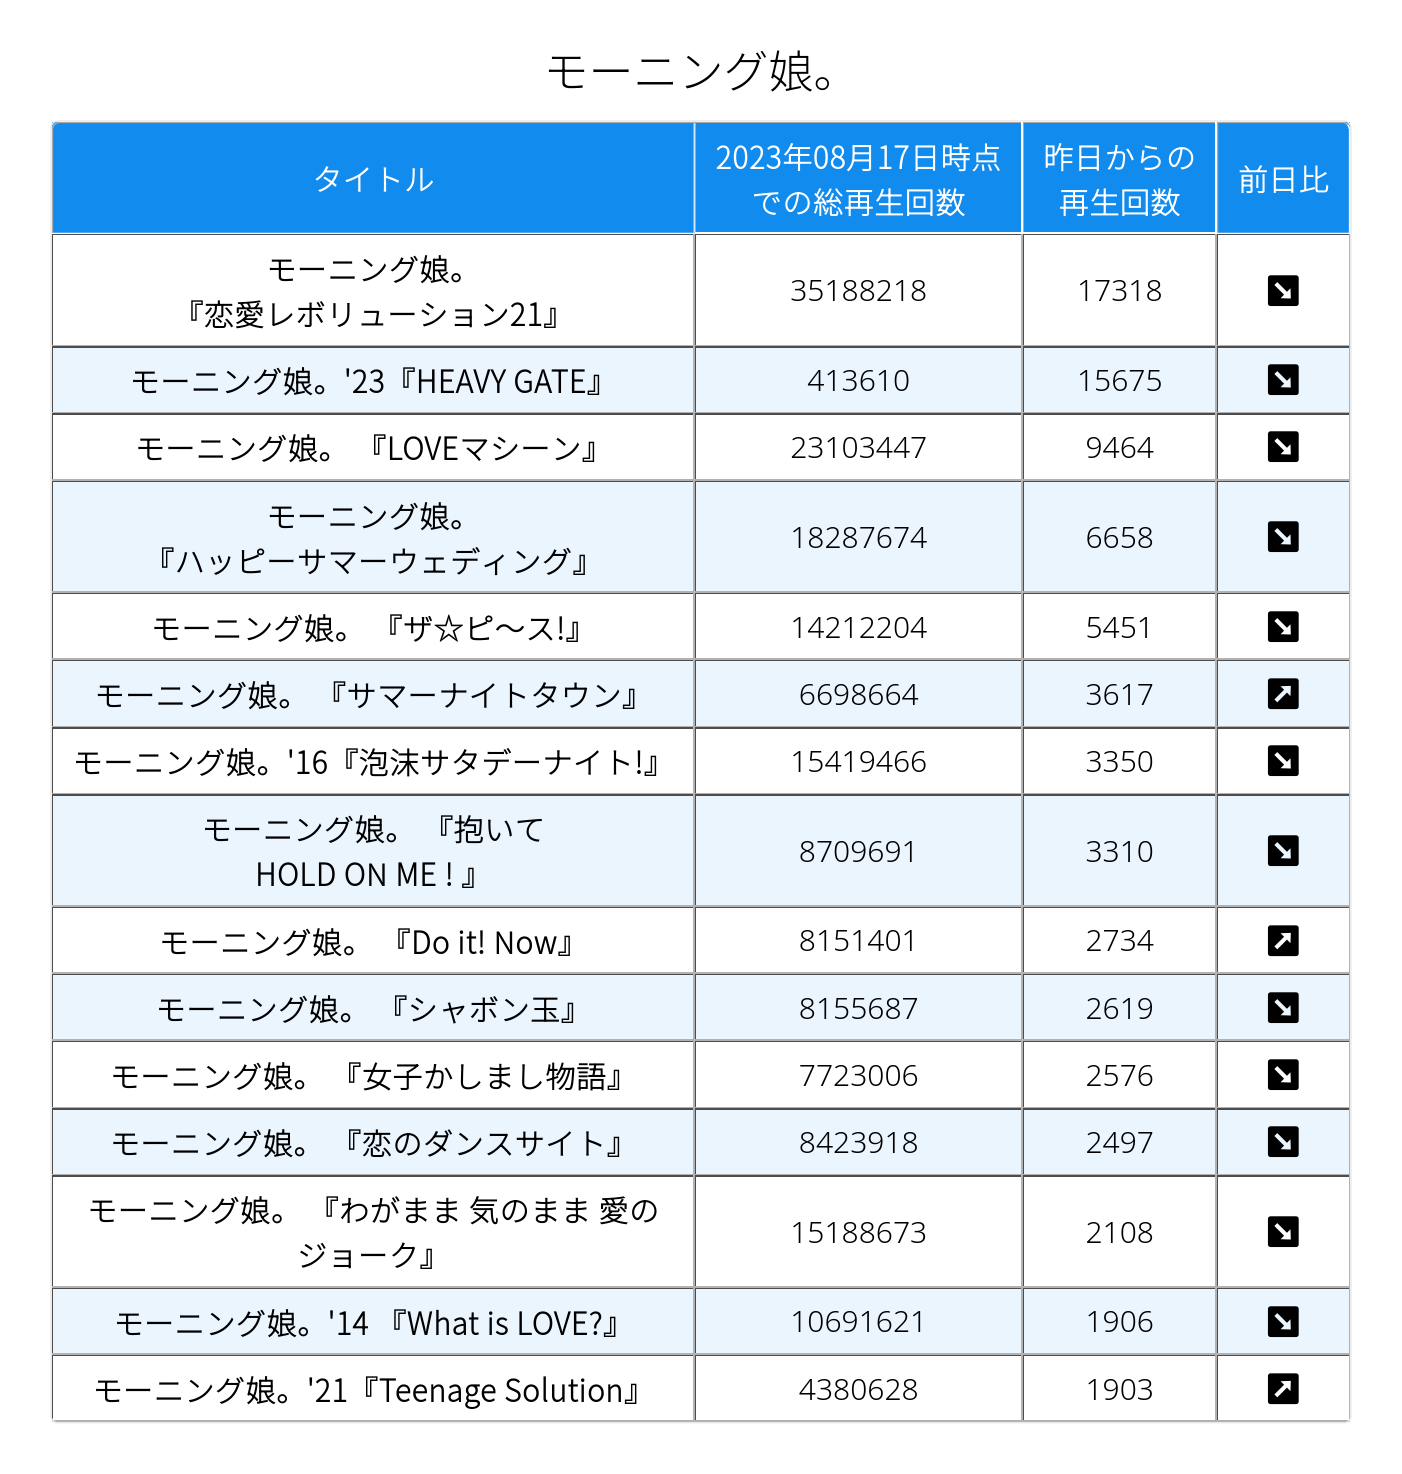 モーニング娘。
タイトル
2023年08月17日時点
での総再生回数
昨日からの
再生回数
前日比
モーニング娘。
『恋愛レボリューション21』
35188218
17318
モーニング娘。'23『HEAVY GATE』
413610
15675
モーニング娘。 『LOVEマシーン』
23103447
9464
モーニング娘。
『ハッピーサマーウェディング』
18287674
6658
モーニング娘。 『ザ☆ピ〜ス!』
14212204
5451
モーニング娘。 『サマーナイトタウン』
6698664
3617
モーニング娘。'16『泡沫サタデーナイト!』
15419466
3350
モーニング娘。 『抱いて
HOLD ON ME ! 』
8709691
3310
モーニング娘。 『Do it! Now』
8151401
2734
モーニング娘。 『シャボン玉』
8155687
2619
モーニング娘。 『女子かしまし物語』
7723006
2576
モーニング娘。 『恋のダンスサイト』
8423918
2497
モーニング娘。 『わがまま 気のまま 愛の
ジョーク』
15188673
2108
モーニング娘。'14 『What is LOVE?』
10691621
1906
モーニング娘。'21『Teenage Solution』
4380628
1903